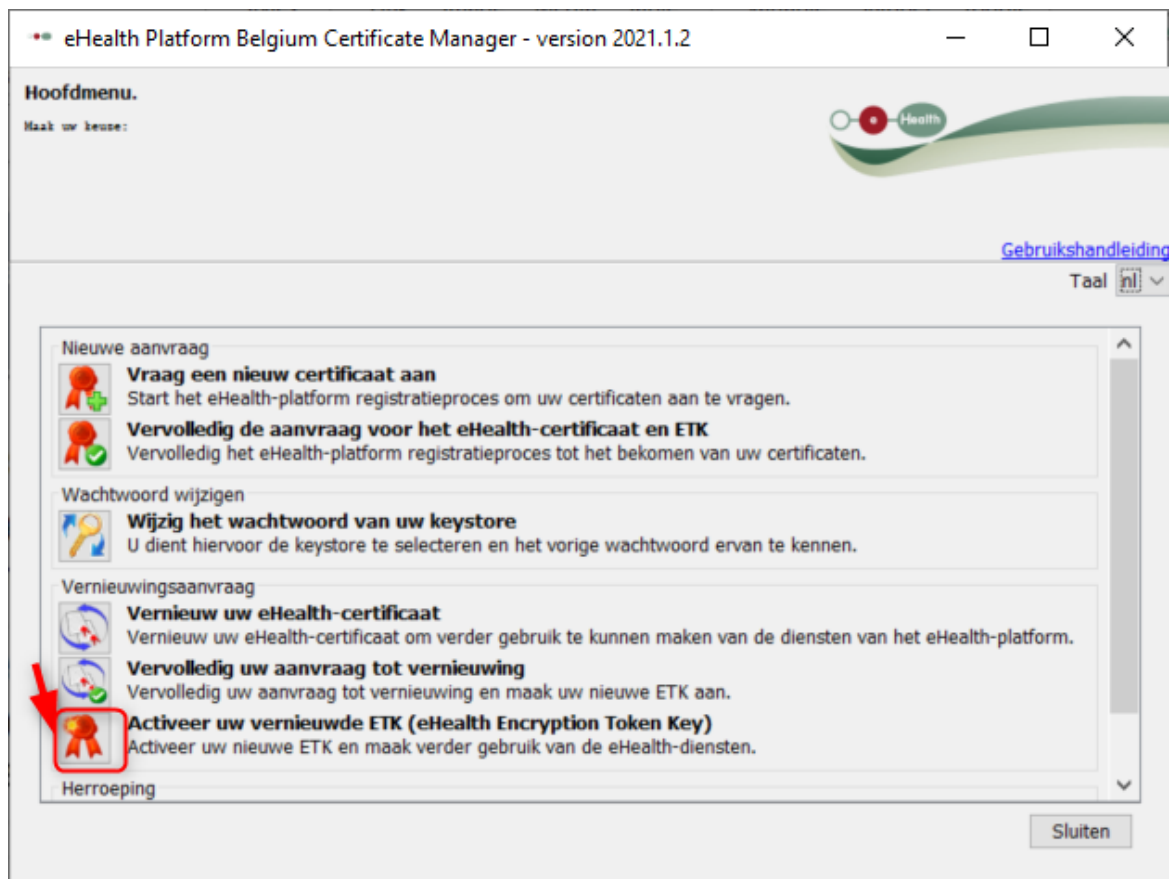 eHealth Platform Belgium Certificate Manager - version 2021.1.2
Hoofdmenu.
Maak uw keuze:
e Health
Gebruikshandleiding
Taal nl
Nieuwe aanvraag
Vraag een nieuw certificaat aan
Start het eHealth-platform registratieproces om uw certificaten aan te vragen.
Vervolledig de aanvraag voor het eHealth-certificaat en ETK
Vervolledig het eHealth-platform registratieproces tot het bekomen van uw certificaten.
Wachtwoord wijzigen
Wijzig het wachtwoord van uw keystore
U dient hiervoor de keystore te selecteren en het vorige wachtwoord ervan te kennen.
Vernieuwingsaanvraag
Vernieuw uw eHealth-certificaat
Vernieuw uw eHealth-certificaat om verder gebruik te kunnen maken van de diensten van het eHealth-platform.
Vervolledig uw aanvraag tot vernieuwing
Vervolledig uw aanvraag tot vernieuwing en maak uw nieuwe ETK aan.
Activeer uw vernieuwde ETK (eHealth Encryption Token Key)
Activeer uw nieuwe ETK en maak verder gebruik van de eHealth-diensten.
Herroeping
Sluiten